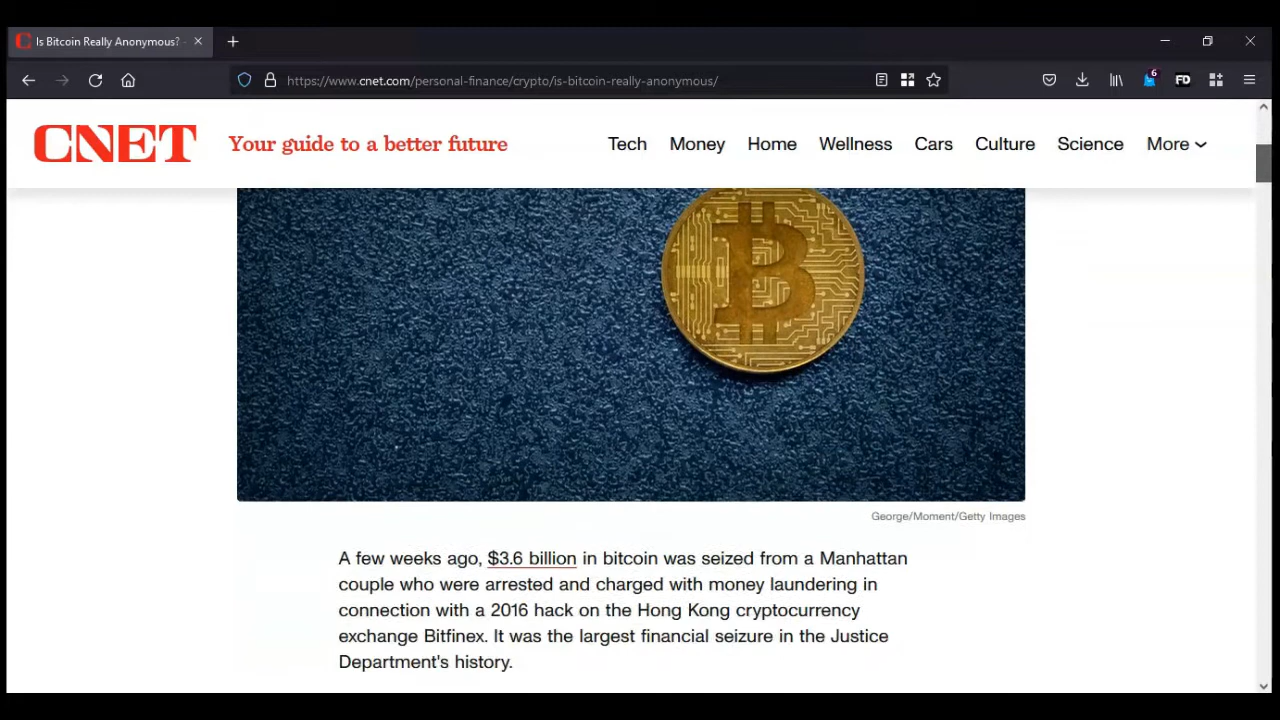 Is Bitcoin Really Anonymous? -
https://www.cnet.com/personal-finance/crypto/is-bitcoin-really-anonymous/
6
FD
CNET
Your guide to a better future
Tech Money Home Wellness Cars Culture Science More
B
George/Moment/Getty Images
A few weeks ago, $3.6 billion in bitcoin was seized from a Manhattan
couple who were arrested and charged with money laundering in
connection with a 2016 hack on the Hong Kong cryptocurrency
exchange Bitfinex. It was the largest financial seizure in the Justice
Department's history.